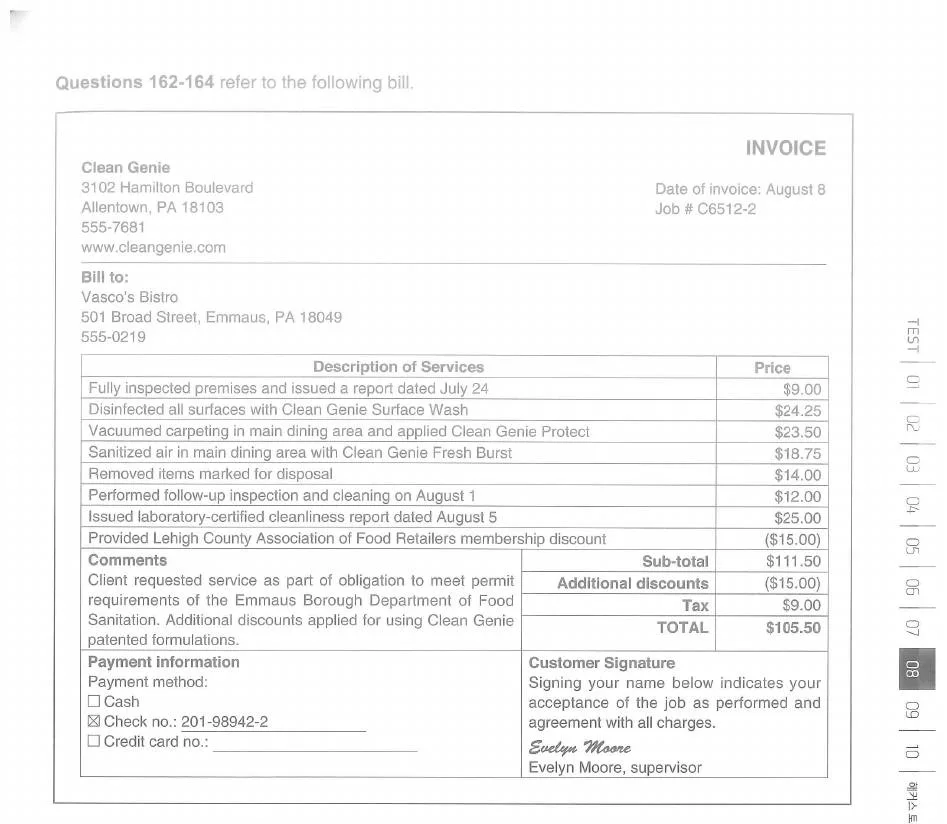 Questions 162-164 refer to the following bill.
INVOICE
Clean Genie
3102 Hamilton Boulevard
Allentown, PA 18103
555-7681
www.cleangenie.com
Date of invoice: August 8
Job # C6512-2
Bill to:
Vasco's Bistro
501 Broad Street, Emmaus, PA 18049
555-0219
Description of Services Price
Fully inspected premises and issued a report dated July 24 $9.00
Disinfected all surfaces with Clean Genie Surface Wash $24.25
Vacuumed carpeting in main dining area and applied Clean Genie Protect $23.50
Sanitized air in main dining area with Clean Genie Fresh Burst $18.75
Removed items marked for disposal $14.00
Performed follow-up inspection and cleaning on August 1 $12.00
Issued laboratory-certified cleanliness report dated August 5 $25.00
Provided Lehigh County Association of Food Retailers membership discount ($15.00)
Comments
Client requested service as part of obligation to meet permit
requirements of the Emmaus Borough Department of Food
Sanitation. Additional discounts applied for using Clean Genie
patented formulations.
Sub-total $111.50
Additional discounts ($15.00)
Tax $9.00
TOTAL $105.50
Payment information
Payment method:
☐ Cash
☒ Check no.: 201-98942-2
☐ Credit card no.:
Customer Signature
Signing your name below indicates your
acceptance of the job as performed and
agreement with all charges.
Evelyn Moore
Evelyn Moore, supervisor
TEST
01
02
03
04
05
06
07
08
09
10
해커스 토